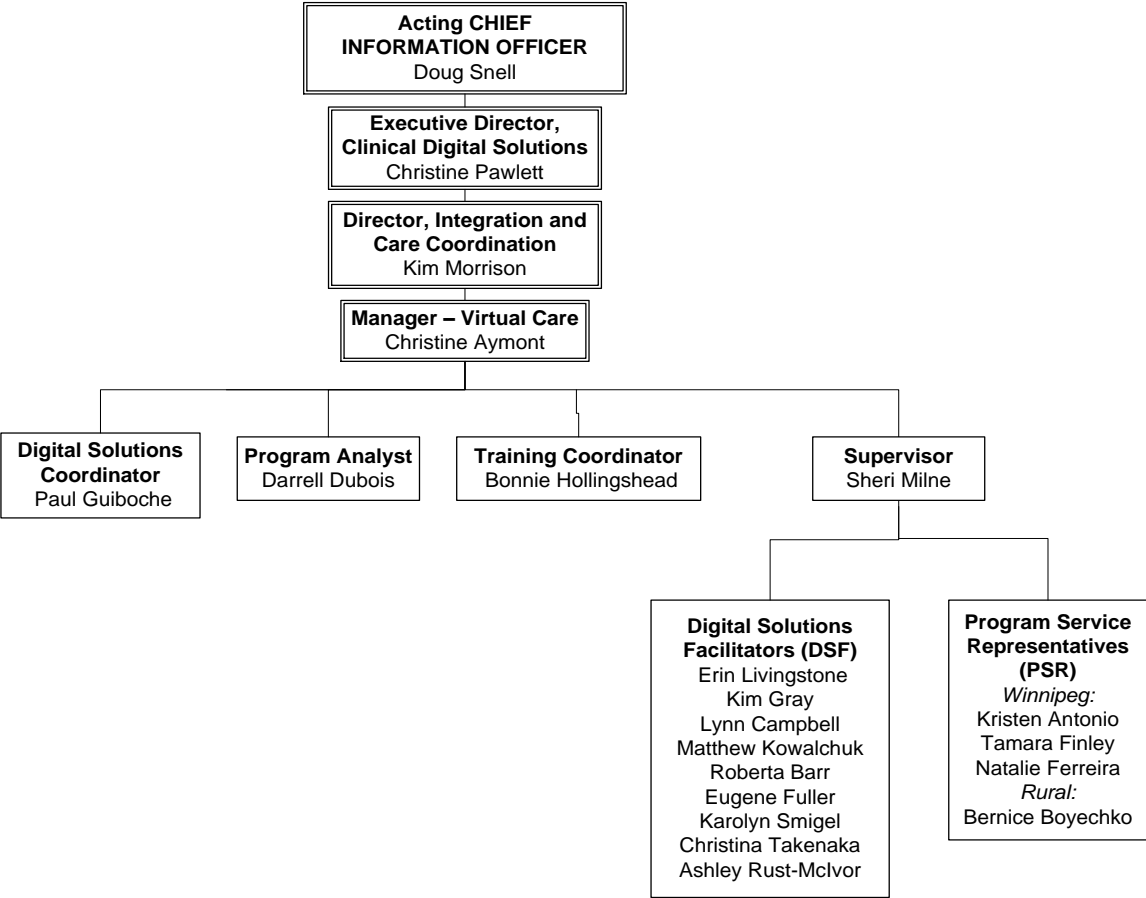 Acting CHIEF
INFORMATION OFFICER
Doug Snell
Executive Director,
Clinical Digital Solutions
Christine Pawlett
Director, Integration and
Care Coordination
Kim Morrison
Manager – Virtual Care
Christine Aymont
Digital Solutions
Coordinator
Paul Guiboche
Program Analyst
Darrell Dubois
Training Coordinator
Bonnie Hollingshead
Supervisor
Sheri Milne
Digital Solutions
Facilitators (DSF)
Erin Livingstone
Kim Gray
Lynn Campbell
Matthew Kowalchuk
Roberta Barr
Eugene Fuller
Karolyn Smigel
Christina Takenaka
Ashley Rust-McIvor
Program Service
Representatives
(PSR)
Winnipeg:
Kristen Antonio
Tamara Finley
Natalie Ferreira
Rural:
Bernice Boyechko